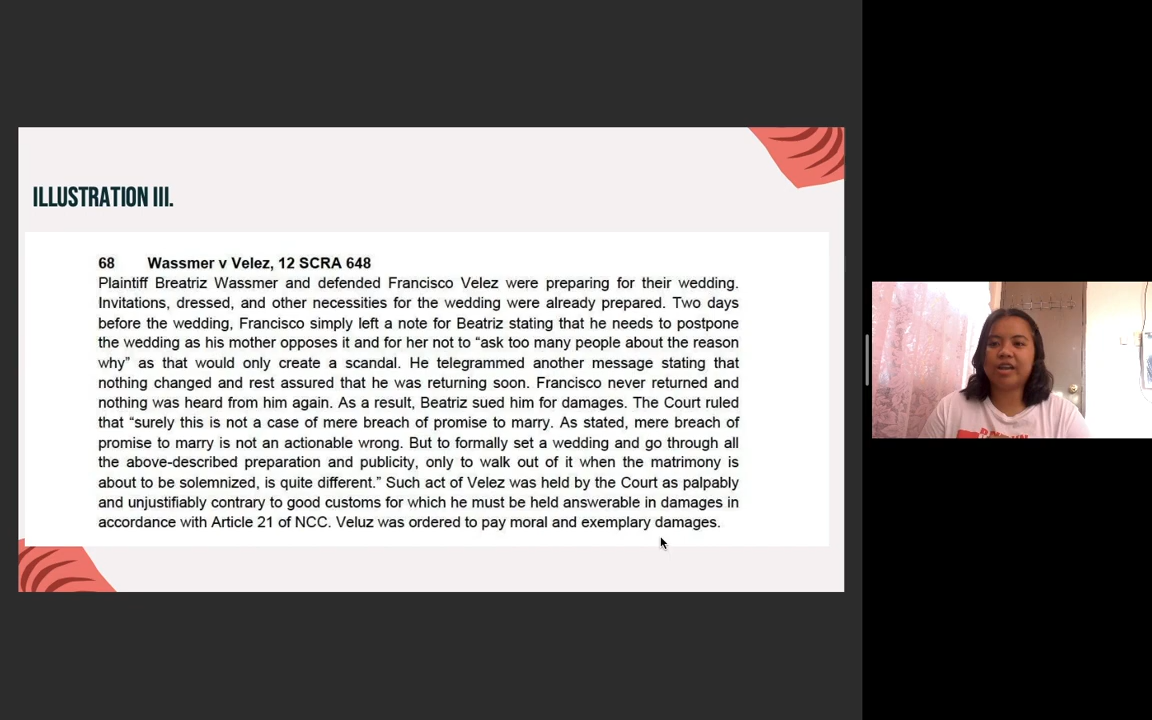 ILLUSTRATION III.
68 Wassmer v Velez, 12 SCRA 648
Plaintiff Breatriz Wassmer and defended Francisco Velez were preparing for their wedding.
Invitations, dressed, and other necessities for the wedding were already prepared. Two days
before the wedding, Francisco simply left a note for Beatriz stating that he needs to postpone
the wedding as his mother opposes it and for her not to “ask too many people about the reason
why” as that would only create a scandal. He telegrammed another message stating that
nothing changed and rest assured that he was returning soon. Francisco never returned and
nothing was heard from him again. As a result, Beatriz sued him for damages. The Court ruled
that “surely this is not a case of mere breach of promise to marry. As stated, mere breach of
promise to marry is not an actionable wrong. But to formally set a wedding and go through all
the above-described preparation and publicity, only to walk out of it when the matrimony is
about to be solemnized, is quite different.” Such act of Velez was held by the Court as palpably
and unjustifiably contrary to good customs for which he must be held answerable in damages in
accordance with Article 21 of NCC. Veluz was ordered to pay moral and exemplary damages.